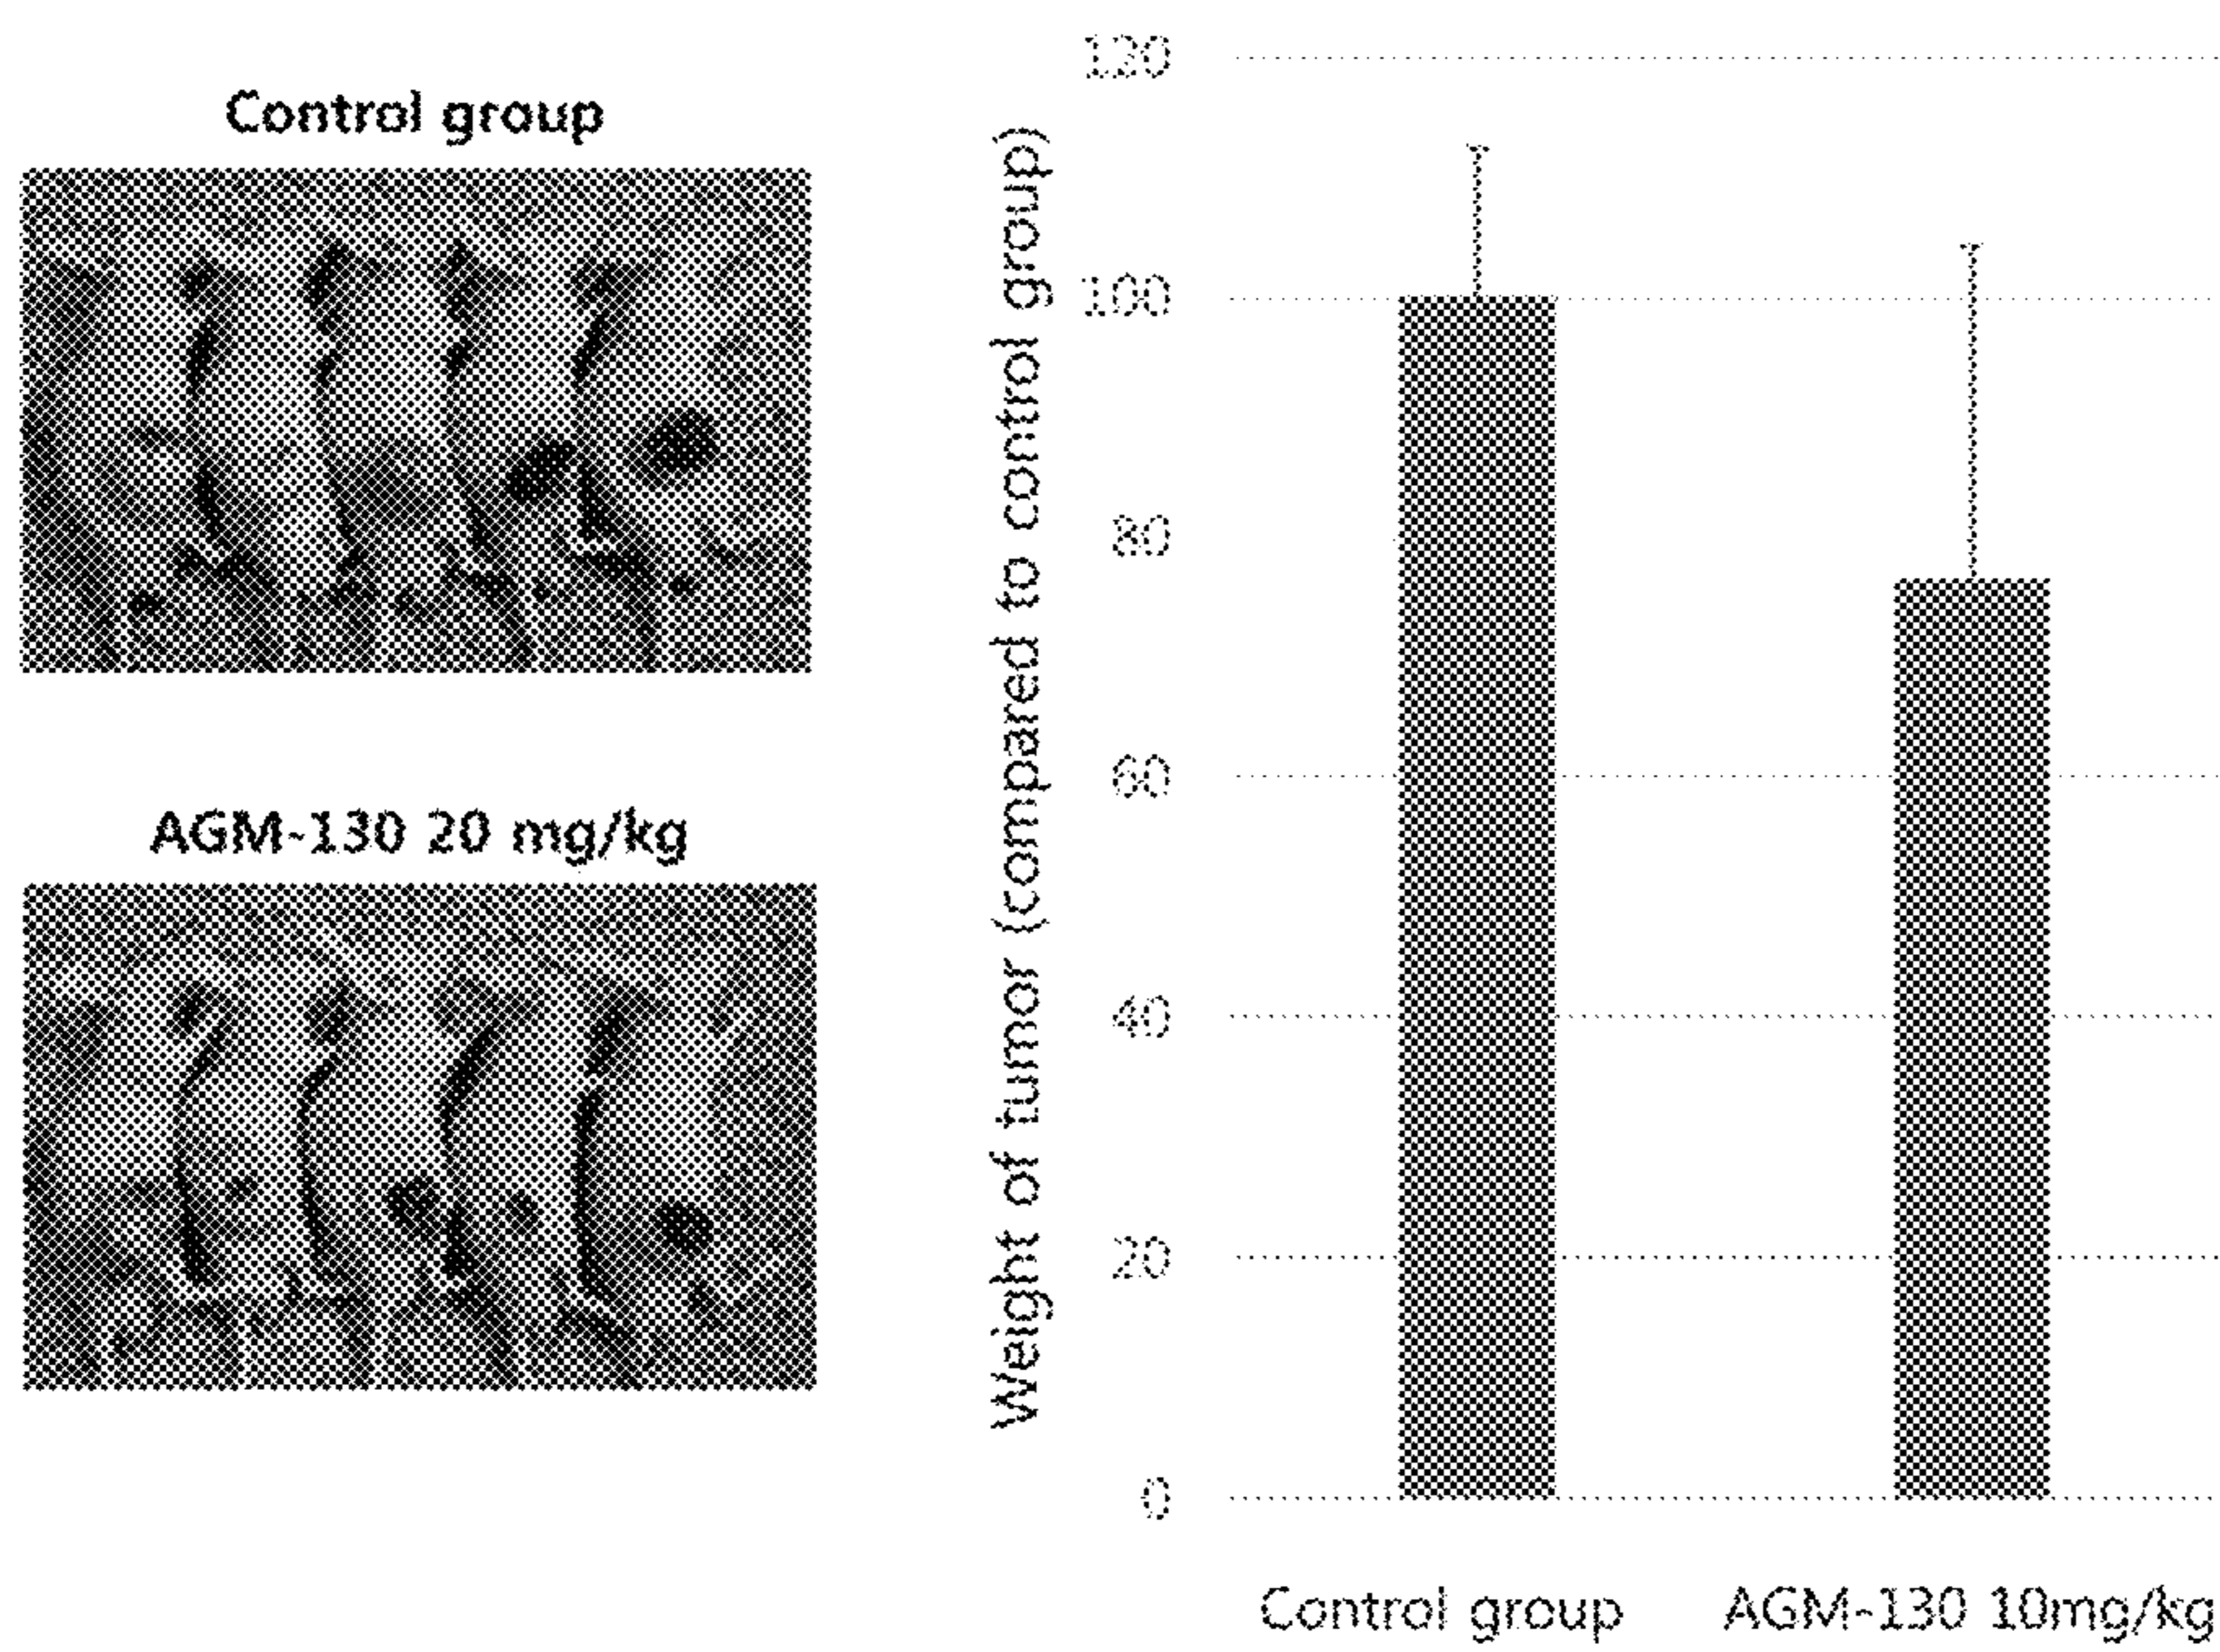 Control group
AGM-130 20 mg/kg
Weight of tumor (compared to control group)
120
100
80
60
40
20
0
Control group
AGM-130 10mg/kg